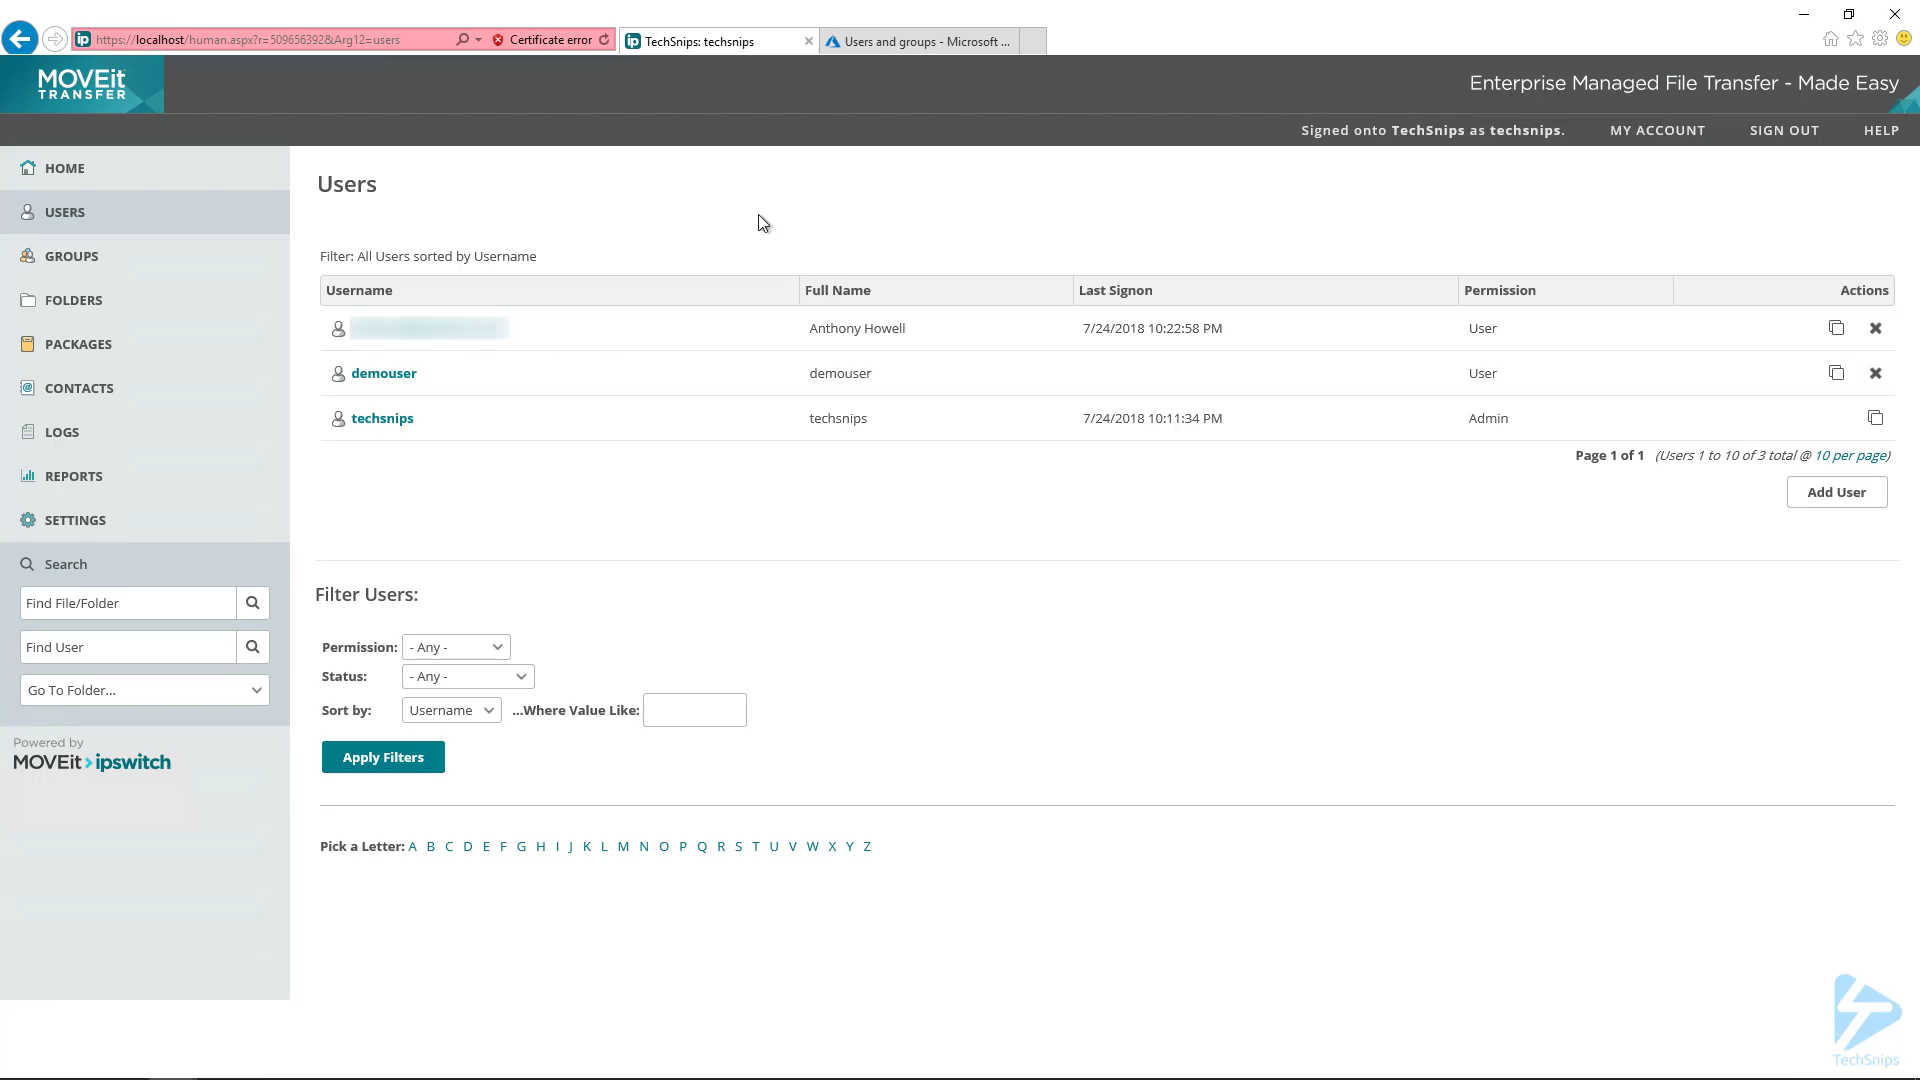 https://localhost/human.aspx?r=509656392&Arg12=users
Certificate error
TechSnips: techsnips
Users and groups - Microsoft ...
MOVEit
TRANSFER
Enterprise Managed File Transfer - Made Easy
Signed onto TechSnips as techsnips. MY ACCOUNT SIGN OUT HELP
HOME
USERS
GROUPS
FOLDERS
PACKAGES
CONTACTS
LOGS
REPORTS
SETTINGS
Search
Find File/Folder
Find User
Go To Folder...
Powered by
MOVEit ipswitch
Users
Filter: All Users sorted by Username
Username Full Name Last Signon Permission Actions
Anthony Howell 7/24/2018 10:22:58 PM User
demouser demouser User
techsnips techsnips 7/24/2018 10:11:34 PM Admin
Page 1 of 1 (Users 1 to 10 of 3 total @ 10 per page)
Add User
Filter Users:
Permission: - Any -
Status: - Any -
Sort by: Username ...Where Value Like:
Apply Filters
Pick a Letter: A B C D E F G H I J K L M N O P Q R S T U V W X Y Z
TechSnips